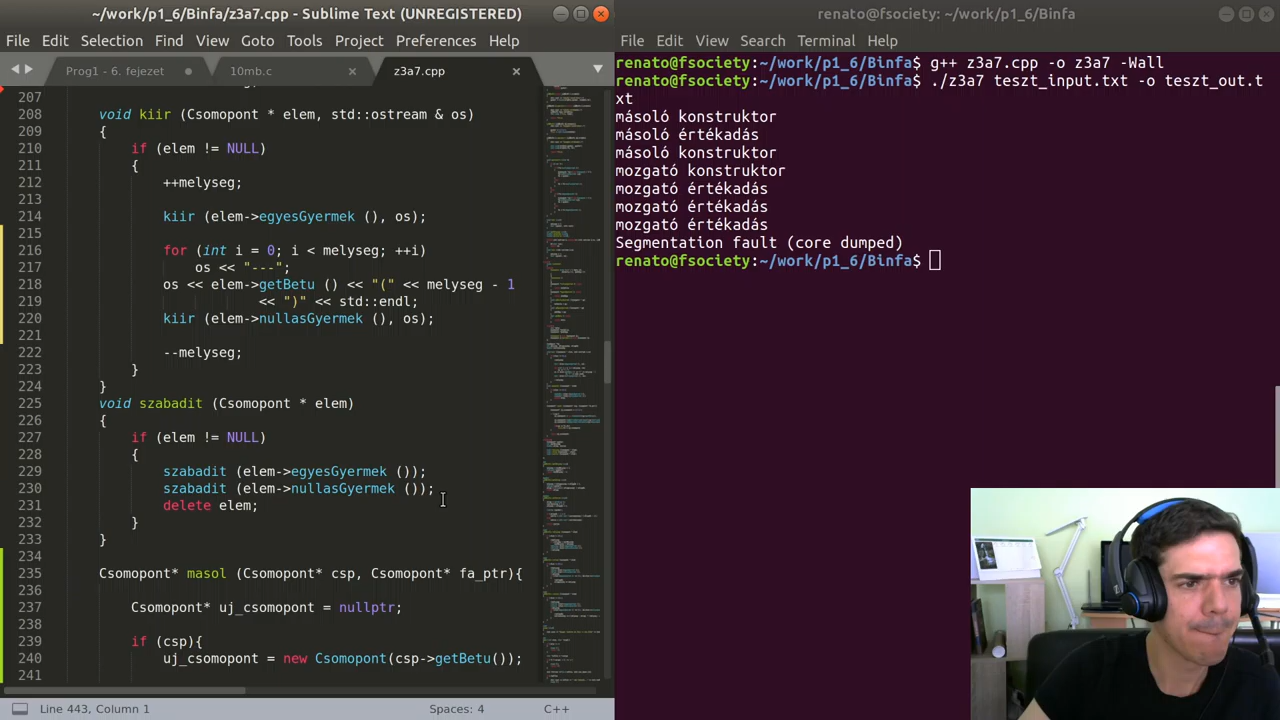 ~/work/p1_6/Binfa/z3a7.cpp - Sublime Text (UNREGISTERED)
File Edit Selection Find View Goto Tools Project Preferences Help
Prog1 - 6. fejezet
10mb.c
z3a7.cpp
207
208 void kiir (Csomopont * elem, std::ostream & os)
209 {
210 if (elem != NULL)
211 {
212 ++melyseg;
213
214 kiir (elem->egyesGyermek (), os);
215
216 for (int i = 0; i < melyseg; ++i)
217 os << "---";
218 os << elem->getBetu () << "(" << melyseg - 1
219 << ")" << std::endl;
220 kiir (elem->nullasGyermek (), os);
221
222 --melyseg;
223 }
224 }
225 void szabadit (Csomopont * elem)
226 {
227 if (elem != NULL)
228 {
229 szabadit (elem->egyesGyermek ());
230 szabadit (elem->nullasGyermek ());
231 delete elem;
232 }
233 }
234
235 Csomopont* masol (Csomopont* csp, Csomopont* fa_ptr){
236
237 Csomopont* uj_csomopont = nullptr;
238
239 if (csp){
240 uj_csomopont = new Csomopont(csp->getBetu());
241
Line 443, Column 1
Spaces: 4
C++
renato@fsociety: ~/work/p1_6/Binfa
File Edit View Search Terminal Help
renato@fsociety:~/work/p1_6/Binfa$ g++ z3a7.cpp -o z3a7 -Wall
renato@fsociety:~/work/p1_6/Binfa$ ./z3a7 teszt_input.txt -o teszt_out.t
xt
másoló konstruktor
másoló értékadás
másoló konstruktor
mozgató konstruktor
mozgató értékadás
mozgató értékadás
mozgató értékadás
Segmentation fault (core dumped)
renato@fsociety:~/work/p1_6/Binfa$